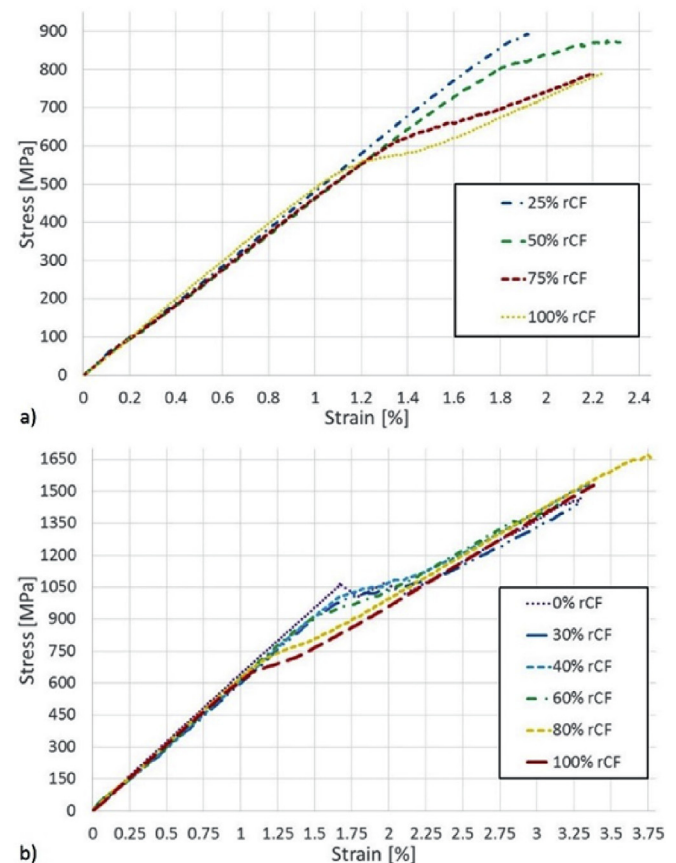 900
800
700
600
500
400
300
200
100
0
Stress [MPa]
25% rCF
50% rCF
75% rCF
100% rCF
0 0.2 0.4 0.6 0.8 1 1.2 1.4 1.6 1.8 2 2.2 2.4
a) Strain [%]
1650
1500
1350
1200
1050
900
750
600
450
300
150
0
Stress [MPa]
0% rCF
30% rCF
40% rCF
60% rCF
80% rCF
100% rCF
0 0.25 0.5 0.75 1 1.25 1.5 1.75 2 2.25 2.5 2.75 3 3.25 3.5 3.75
b) Strain [%]